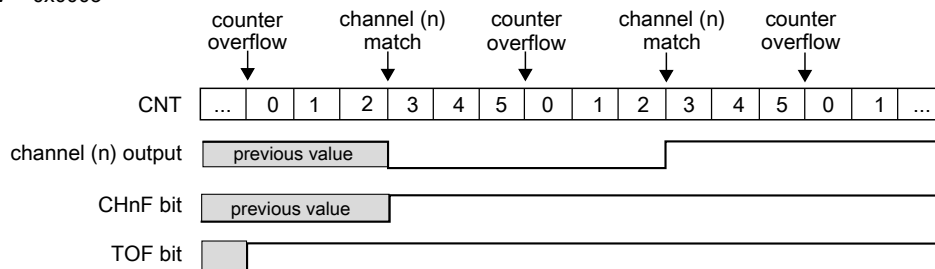 counter overflow channel (n) match counter overflow channel (n) match counter overflow
CNT ... 0 1 2 3 4 5 0 1 2 3 4 5 0 1 ...
channel (n) output previous value
CHnF bit previous value
TOF bit